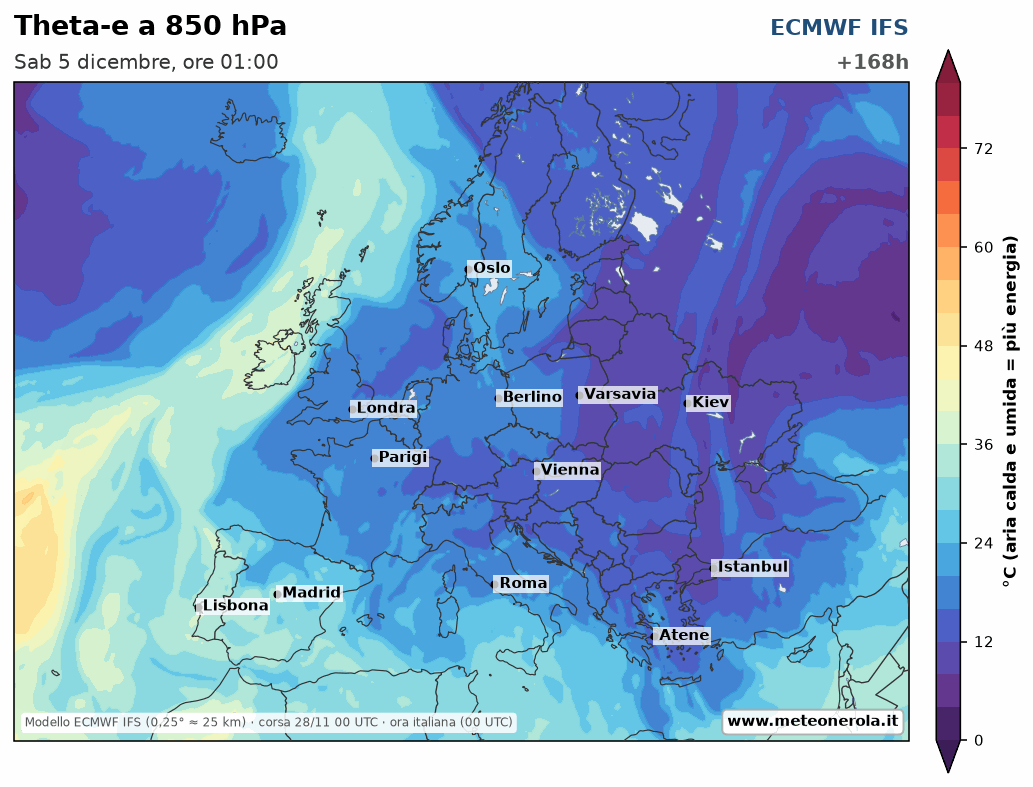 Theta-e a 850 hPa
ECMWF IFS
Sab 5 dicembre, ore 01:00
+168h
72
60
48
36
24
12
0
°C (aria calda e umida = più energia)
Oslo
Londra
Berlino
Varsavia
Kiev
Parigi
Vienna
Istanbul
Roma
Madrid
Lisbona
Atene
Modello ECMWF IFS (0,25° ≈ 25 km) · corsa 28/11 00 UTC · ora italiana (00 UTC)
www.meteonerola.it